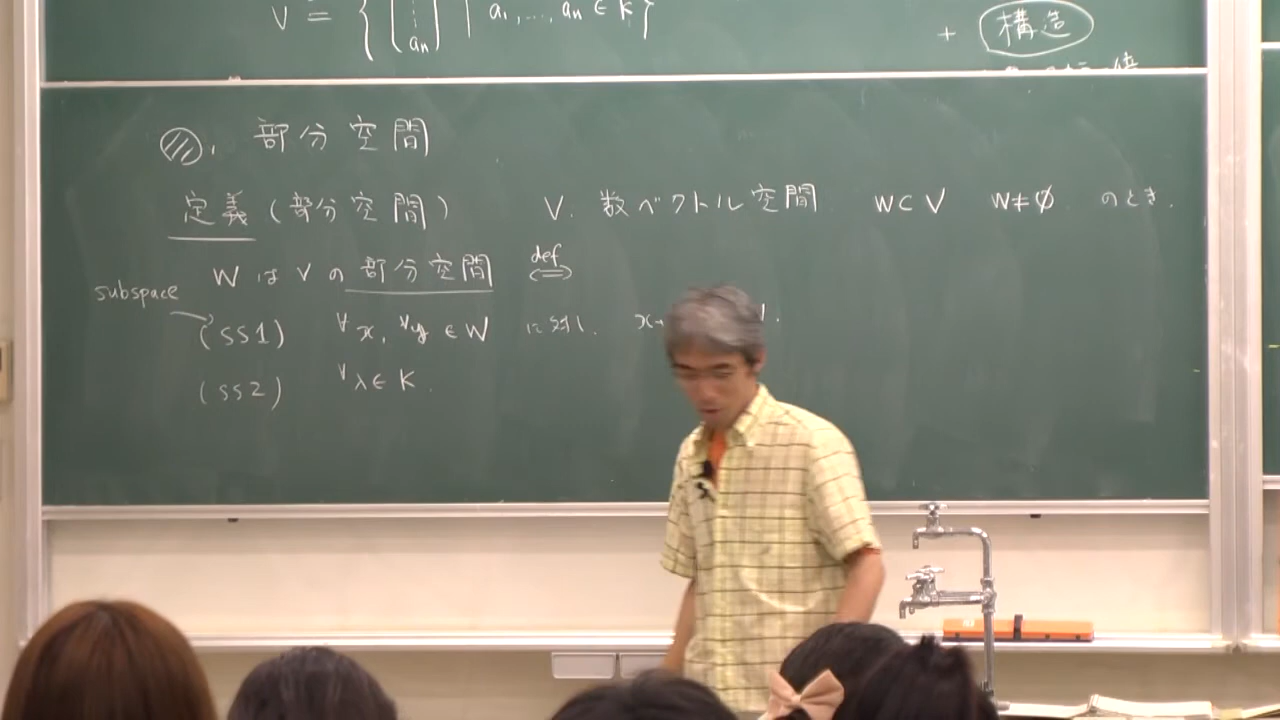 V = { [ ⋮ an ] | a1, ..., an ∈ K }
+ 構造
部分空間
定義 (部分空間) V. 数ベクトル空間 W⊂V W≠∅ のとき.
W は V の 部分空間 def ⇔
subspace
(SS1) ∀x, ∀y ∈ W に対し. x+
(SS2) ∀λ∈K.